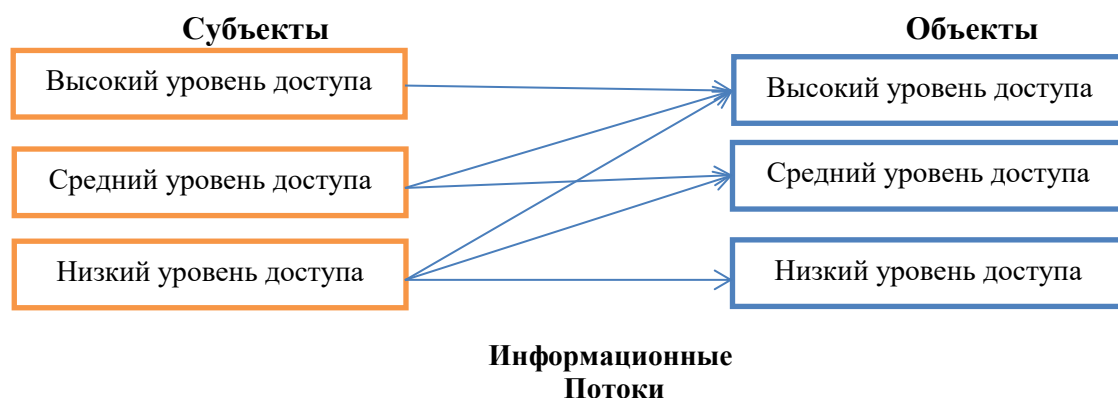 Субъекты
Объекты
Высокий уровень доступа
Высокий уровень доступа
Средний уровень доступа
Средний уровень доступа
Низкий уровень доступа
Низкий уровень доступа
Информационные
Потоки